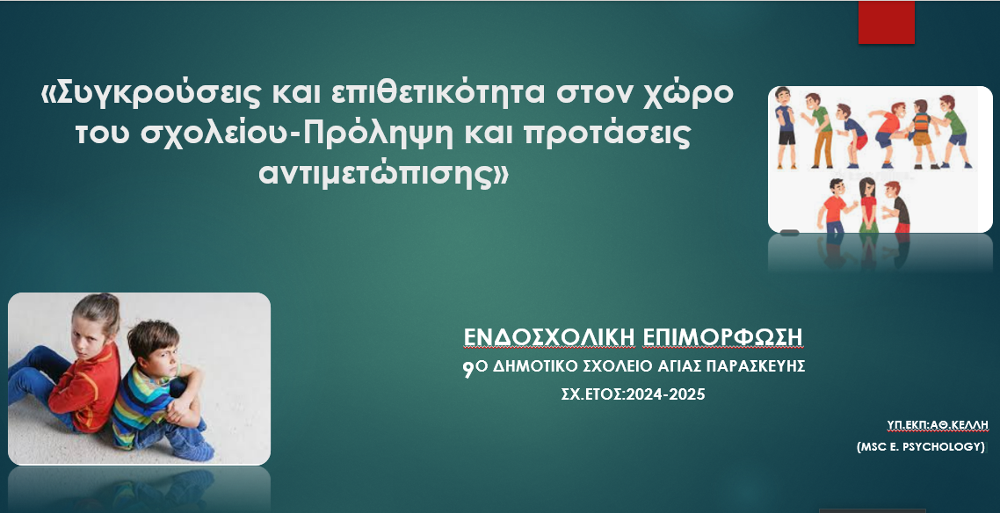 «Συγκρούσεις και επιθετικότητα στον χώρο
του σχολείου-Πρόληψη και προτάσεις
αντιμετώπισης»
ΕΝΔΟΣΧΟΛΙΚΗ ΕΠΙΜΟΡΦΩΣΗ
9Ο ΔΗΜΟΤΙΚΟ ΣΧΟΛΕΙΟ ΑΓΙΑΣ ΠΑΡΑΣΚΕΥΗΣ
ΣΧ.ΕΤΟΣ:2024-2025
ΥΠ.ΕΚΠ:ΑΘ.ΚΕΛΛΗ
(MSC E. PSYCHOLOGY)